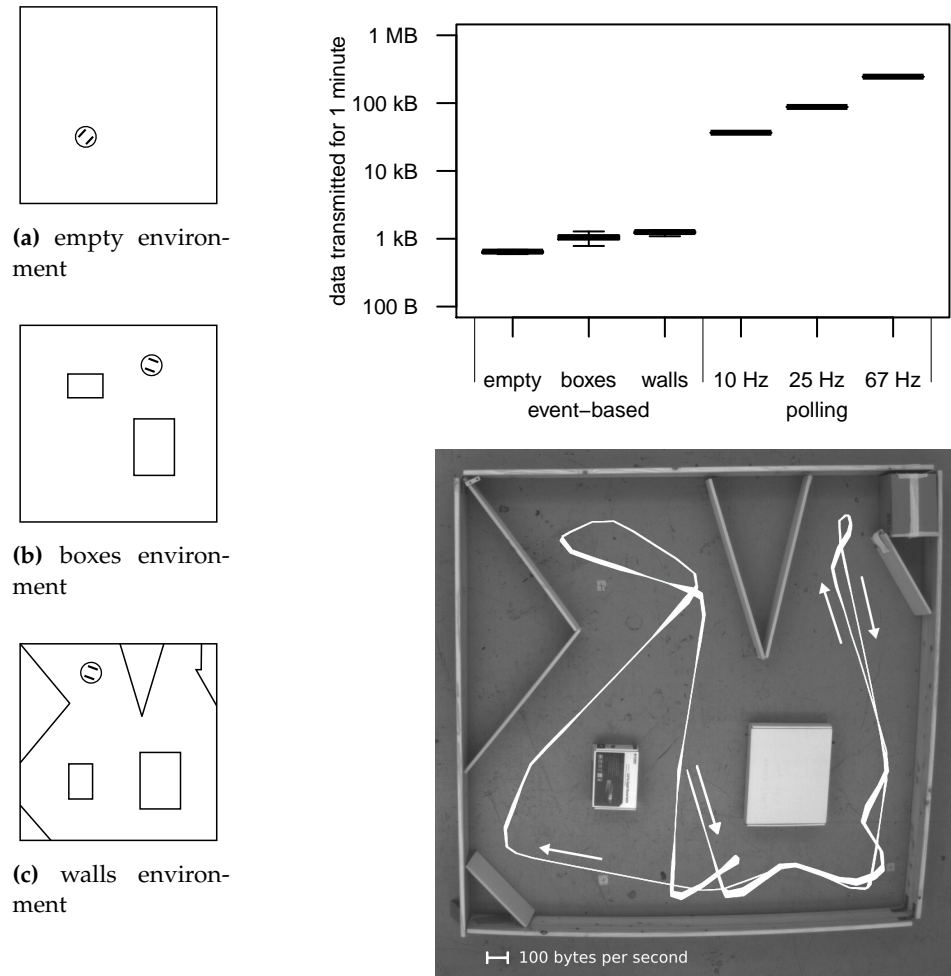 (a) empty environ-
ment
(b) boxes environ-
ment
(c) walls environ-
ment
data transmitted for 1 minute
1 MB
100 kB
10 kB
1 kB
100 B
empty boxes walls 10 Hz 25 Hz 67 Hz
event−based polling
100 bytes per second